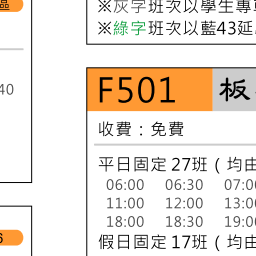 區
※灰字班次以學生專
※綠字班次以藍43延
40
F501 板
收費：免費
平日固定 27班 ( 均由
06:00 06:30 07:0
11:00 12:00 13:0
18:00 18:30 19:0
假日固定 17班 ( 均由